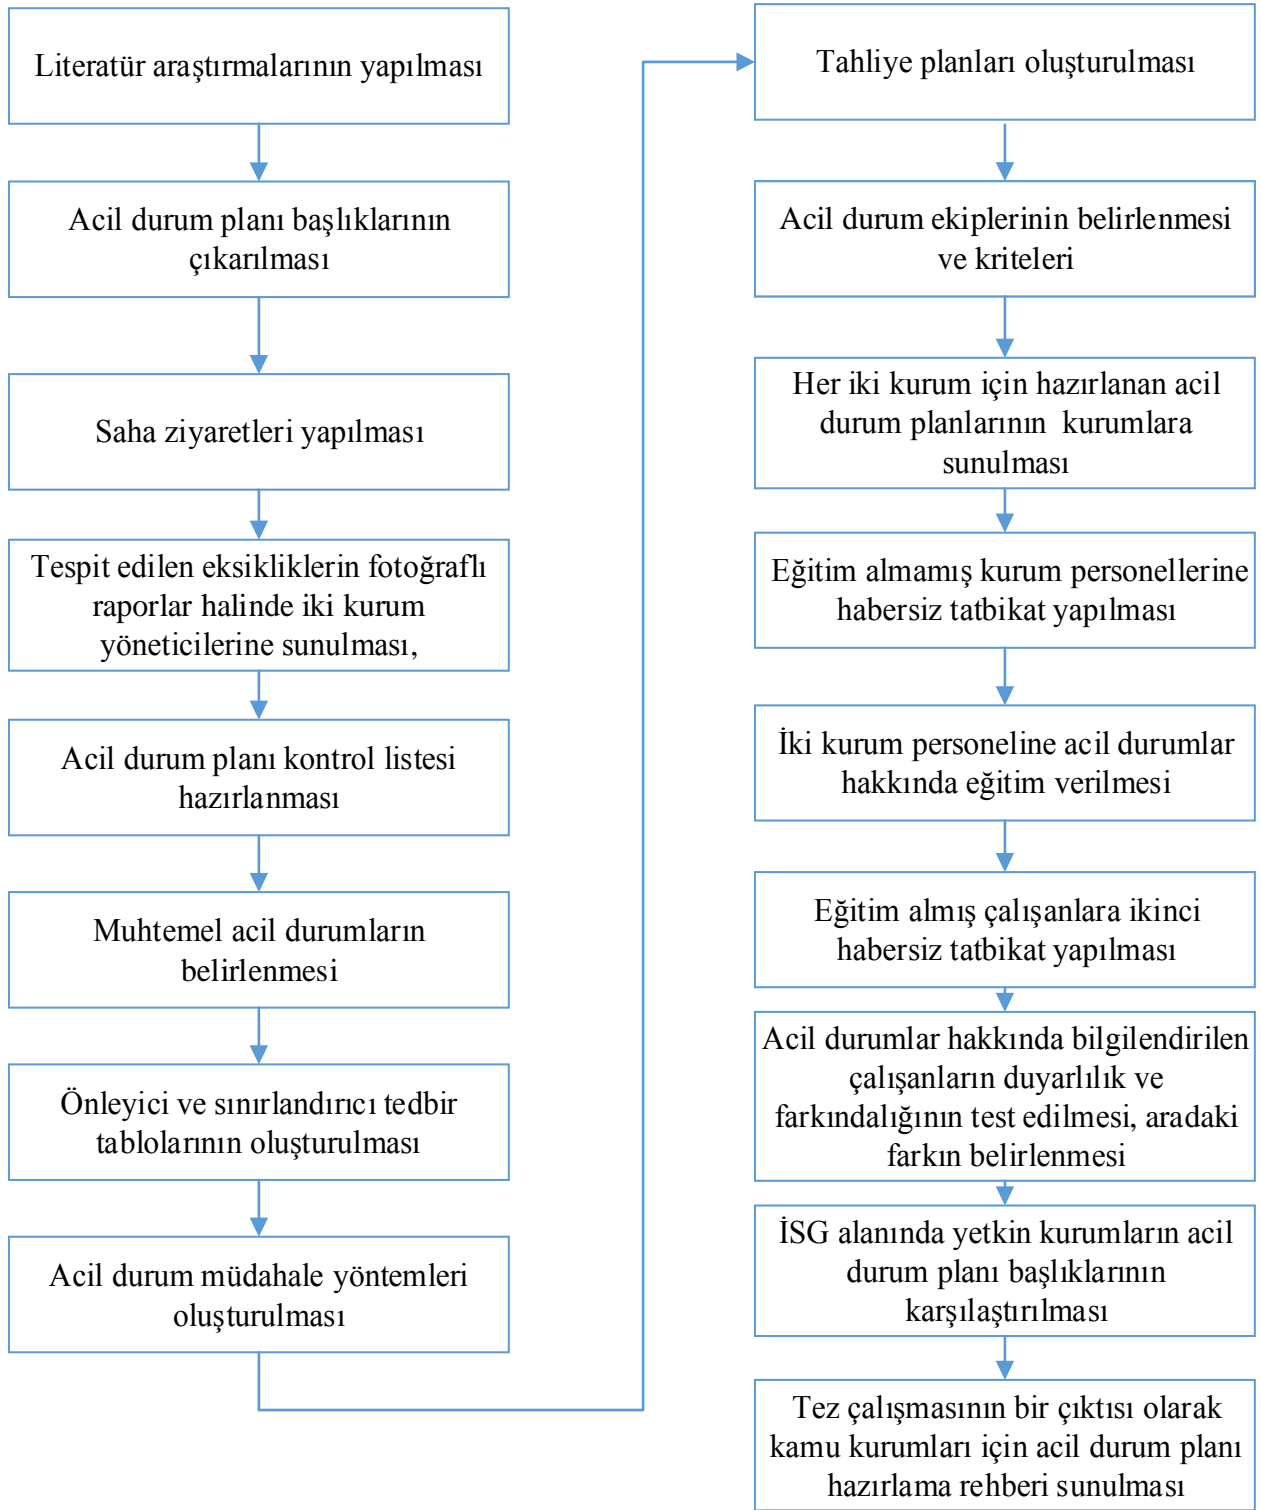 Literatür araştırmalarının yapılması
Acil durum planı başlıklarının
çıkarılması
Saha ziyaretleri yapılması
Tespit edilen eksikliklerin fotoğraflı
raporlar halinde iki kurum
yöneticilerine sunulması,
Acil durum planı kontrol listesi
hazırlanması
Muhtemel acil durumların
belirlenmesi
Önleyici ve sınırlandırıcı tedbir
tablolarının oluşturulması
Acil durum müdahale yöntemleri
oluşturulması
Tahliye planları oluşturulması
Acil durum ekiplerinin belirlenmesi
ve kriteleri
Her iki kurum için hazırlanan acil
durum planlarının kurumlara
sunulması
Eğitim almamış kurum personellerine
habersiz tatbikat yapılması
İki kurum personeline acil durumlar
hakkında eğitim verilmesi
Eğitim almış çalışanlara ikinci
habersiz tatbikat yapılması
Acil durumlar hakkında bilgilendirilen
çalışanların duyarlılık ve
farkındalığının test edilmesi, aradaki
farkın belirlenmesi
İSG alanında yetkin kurumların acil
durum planı başlıklarının
karşılaştırılması
Tez çalışmasının bir çıktısı olarak
kamu kurumları için acil durum planı
hazırlama rehberi sunulması